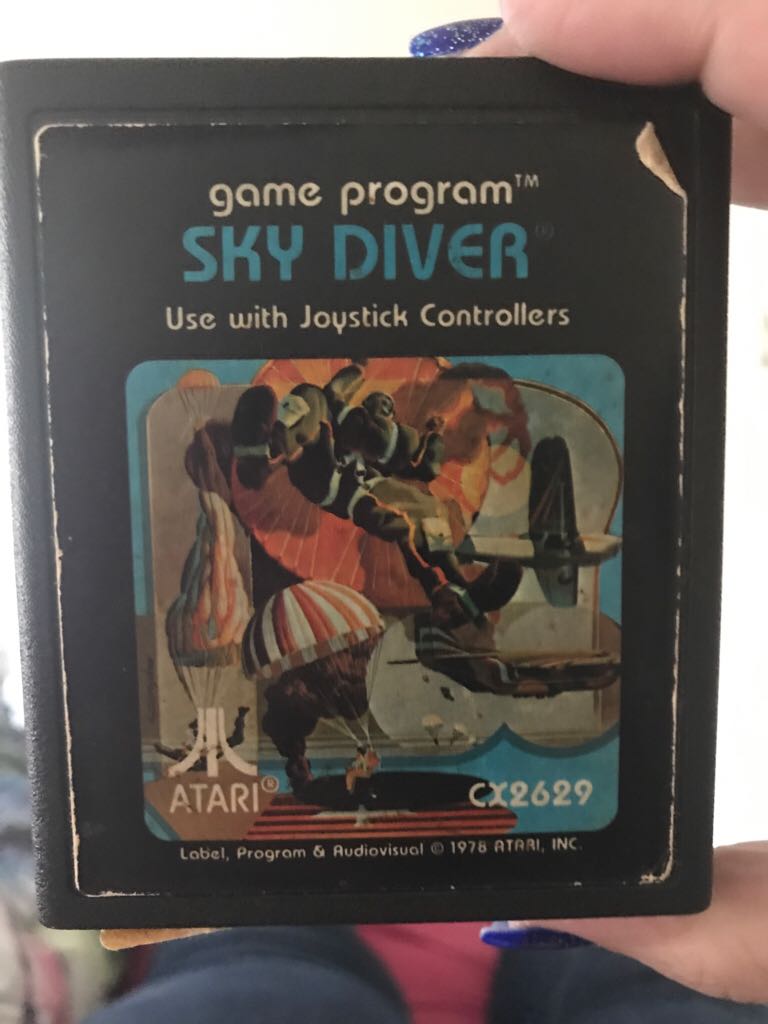 game program™
SKY DIVER®
Use with Joystick Controllers
ATARI®
CX2629
Label, Program & Audiovisual © 1978 ATARI, INC.